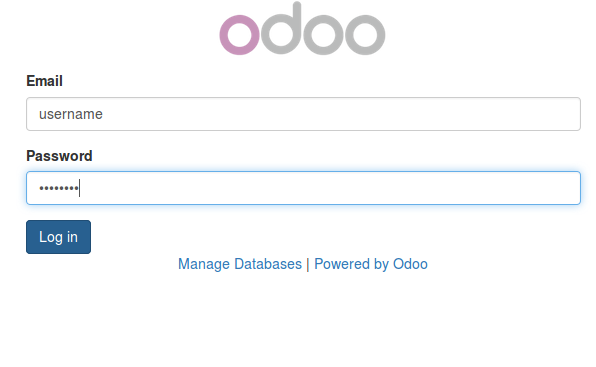 odoo
Email
username
Password
••••••••
Log in
Manage Databases | Powered by Odoo